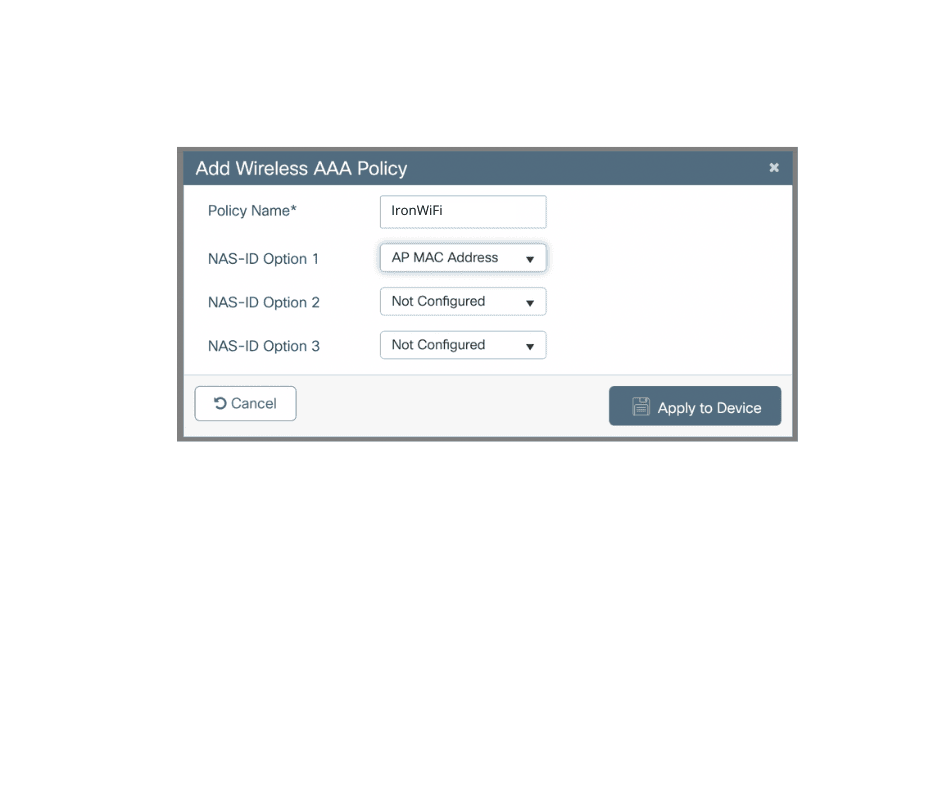 Add Wireless AAA Policy ✖
Policy Name* IronWiFi
NAS-ID Option 1 AP MAC Address ▼
NAS-ID Option 2 Not Configured ▼
NAS-ID Option 3 Not Configured ▼
Cancel Apply to Device